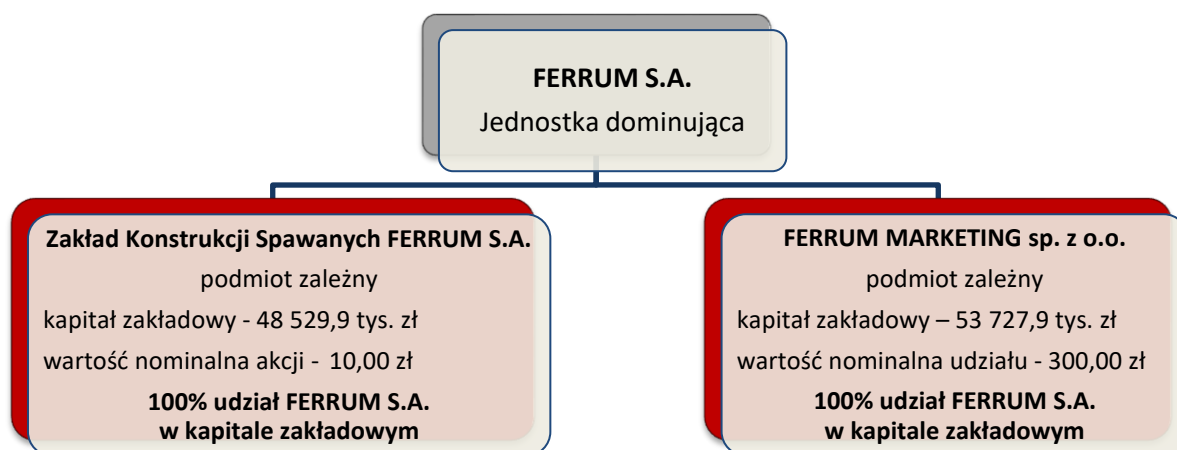 FERRUM S.A.
Jednostka dominująca
Zakład Konstrukcji Spawanych FERRUM S.A.
podmiot zależny
kapitał zakładowy - 48 529,9 tys. zł
wartość nominalna akcji - 10,00 zł
100% udział FERRUM S.A.
w kapitale zakładowym
FERRUM MARKETING sp. z o.o.
podmiot zależny
kapitał zakładowy – 53 727,9 tys. zł
wartość nominalna udziału - 300,00 zł
100% udział FERRUM S.A.
w kapitale zakładowym